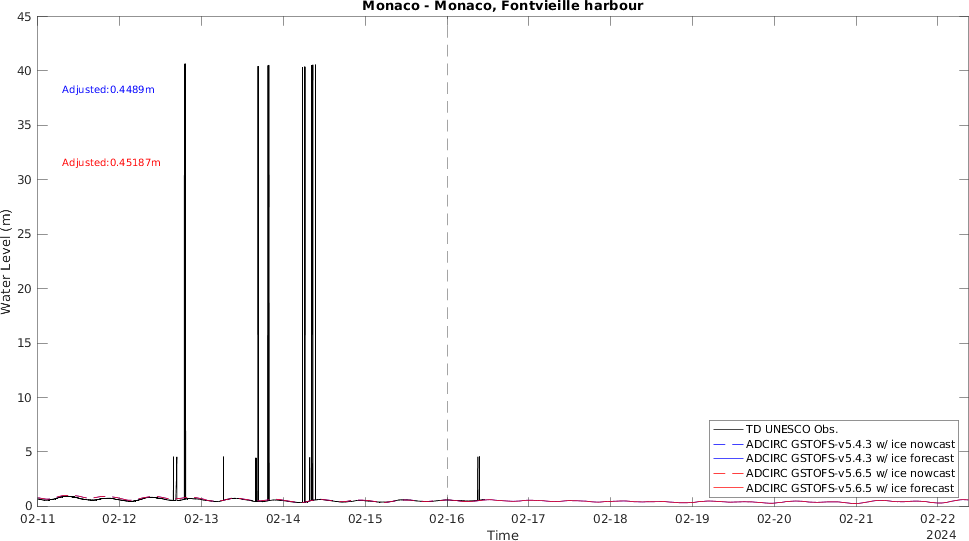 Monaco - Monaco, Fontvieille harbour
45
40
35
30
25
20
15
10
5
0
Water Level (m)
Adjusted:0.4489m
Adjusted:0.45187m
TD UNESCO Obs.
ADCIRC GSTOFS-v5.4.3 w/ ice nowcast
ADCIRC GSTOFS-v5.4.3 w/ ice forecast
ADCIRC GSTOFS-v5.6.5 w/ ice nowcast
ADCIRC GSTOFS-v5.6.5 w/ ice forecast
02-11 02-12 02-13 02-14 02-15 02-16 02-17 02-18 02-19 02-20 02-21 02-22
2024
Time